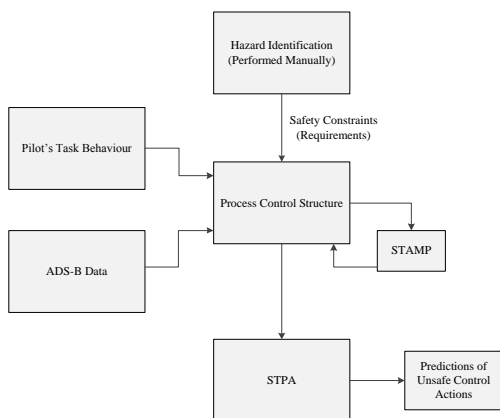 Hazard Identification
(Performed Manually)
Safety Constraints
(Requirements)
Pilot's Task Behaviour
Process Control Structure
ADS-B Data
STAMP
STPA
Predictions of
Unsafe Control
Actions